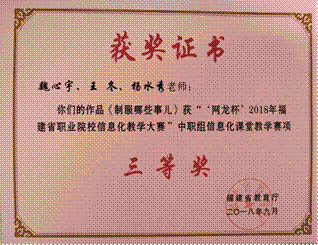 获奖证书
魏心宇、王冬、杨水秀老师：
你们的作品《制服哪些事儿》获“‘网龙杯’2018年福
建省职业院校信息化教学大赛”中职组信息化课堂教学赛项
三等奖
福建省教育厅
二〇一八年九月